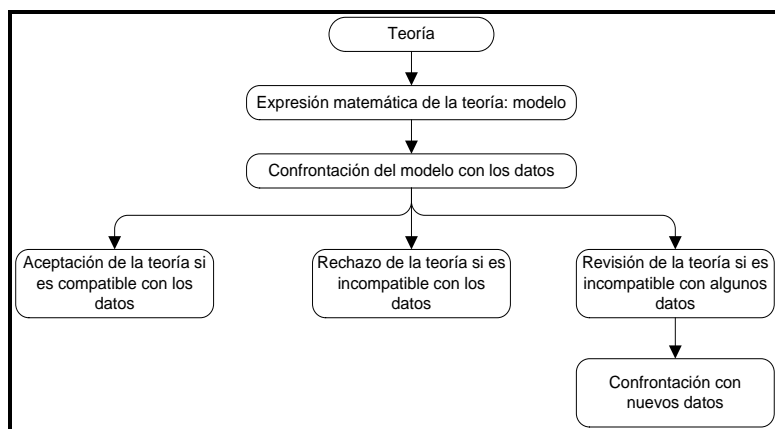 Teoría
Expresión matemática de la teoría: modelo
Confrontación del modelo con los datos
Aceptación de la teoría si
es compatible con los
datos
Rechazo de la teoría si es
incompatible con los
datos
Revisión de la teoría si es
incompatible con algunos
datos
Confrontación con
nuevos datos